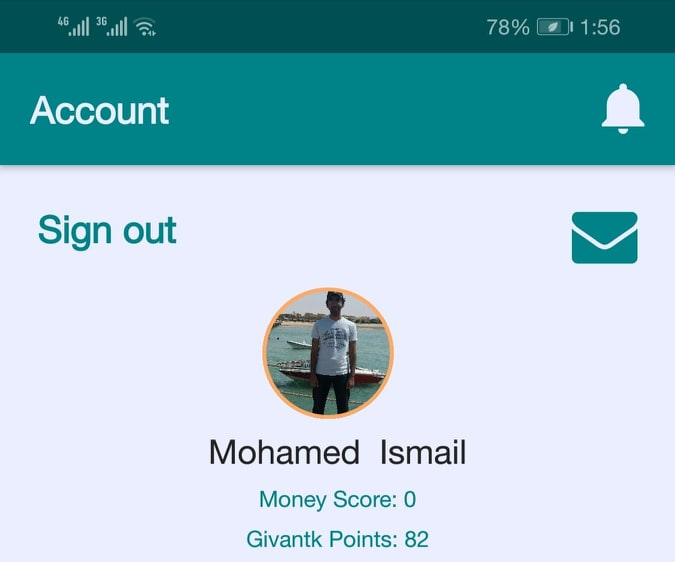 4G 3G 78% 1:56
Account
Sign out
Mohamed Ismail
Money Score: 0
Givantk Points: 82